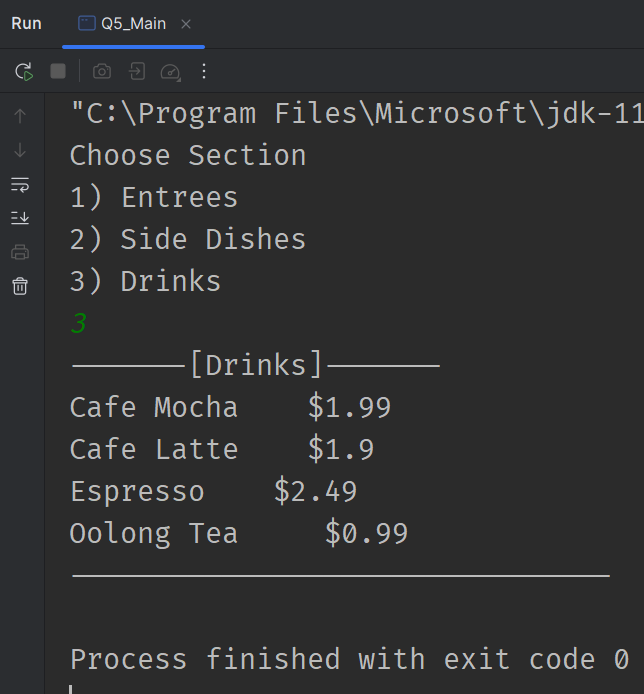 Run Q5_Main
"C:\Program Files\Microsoft\jdk-11
Choose Section
1) Entrees
2) Side Dishes
3) Drinks
3
-------[Drinks]-------
Cafe Mocha    $1.99
Cafe Latte    $1.9
Espresso    $2.49
Oolong Tea     $0.99
--------------------------------
Process finished with exit code 0